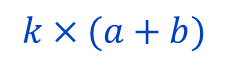 k × (a + b)